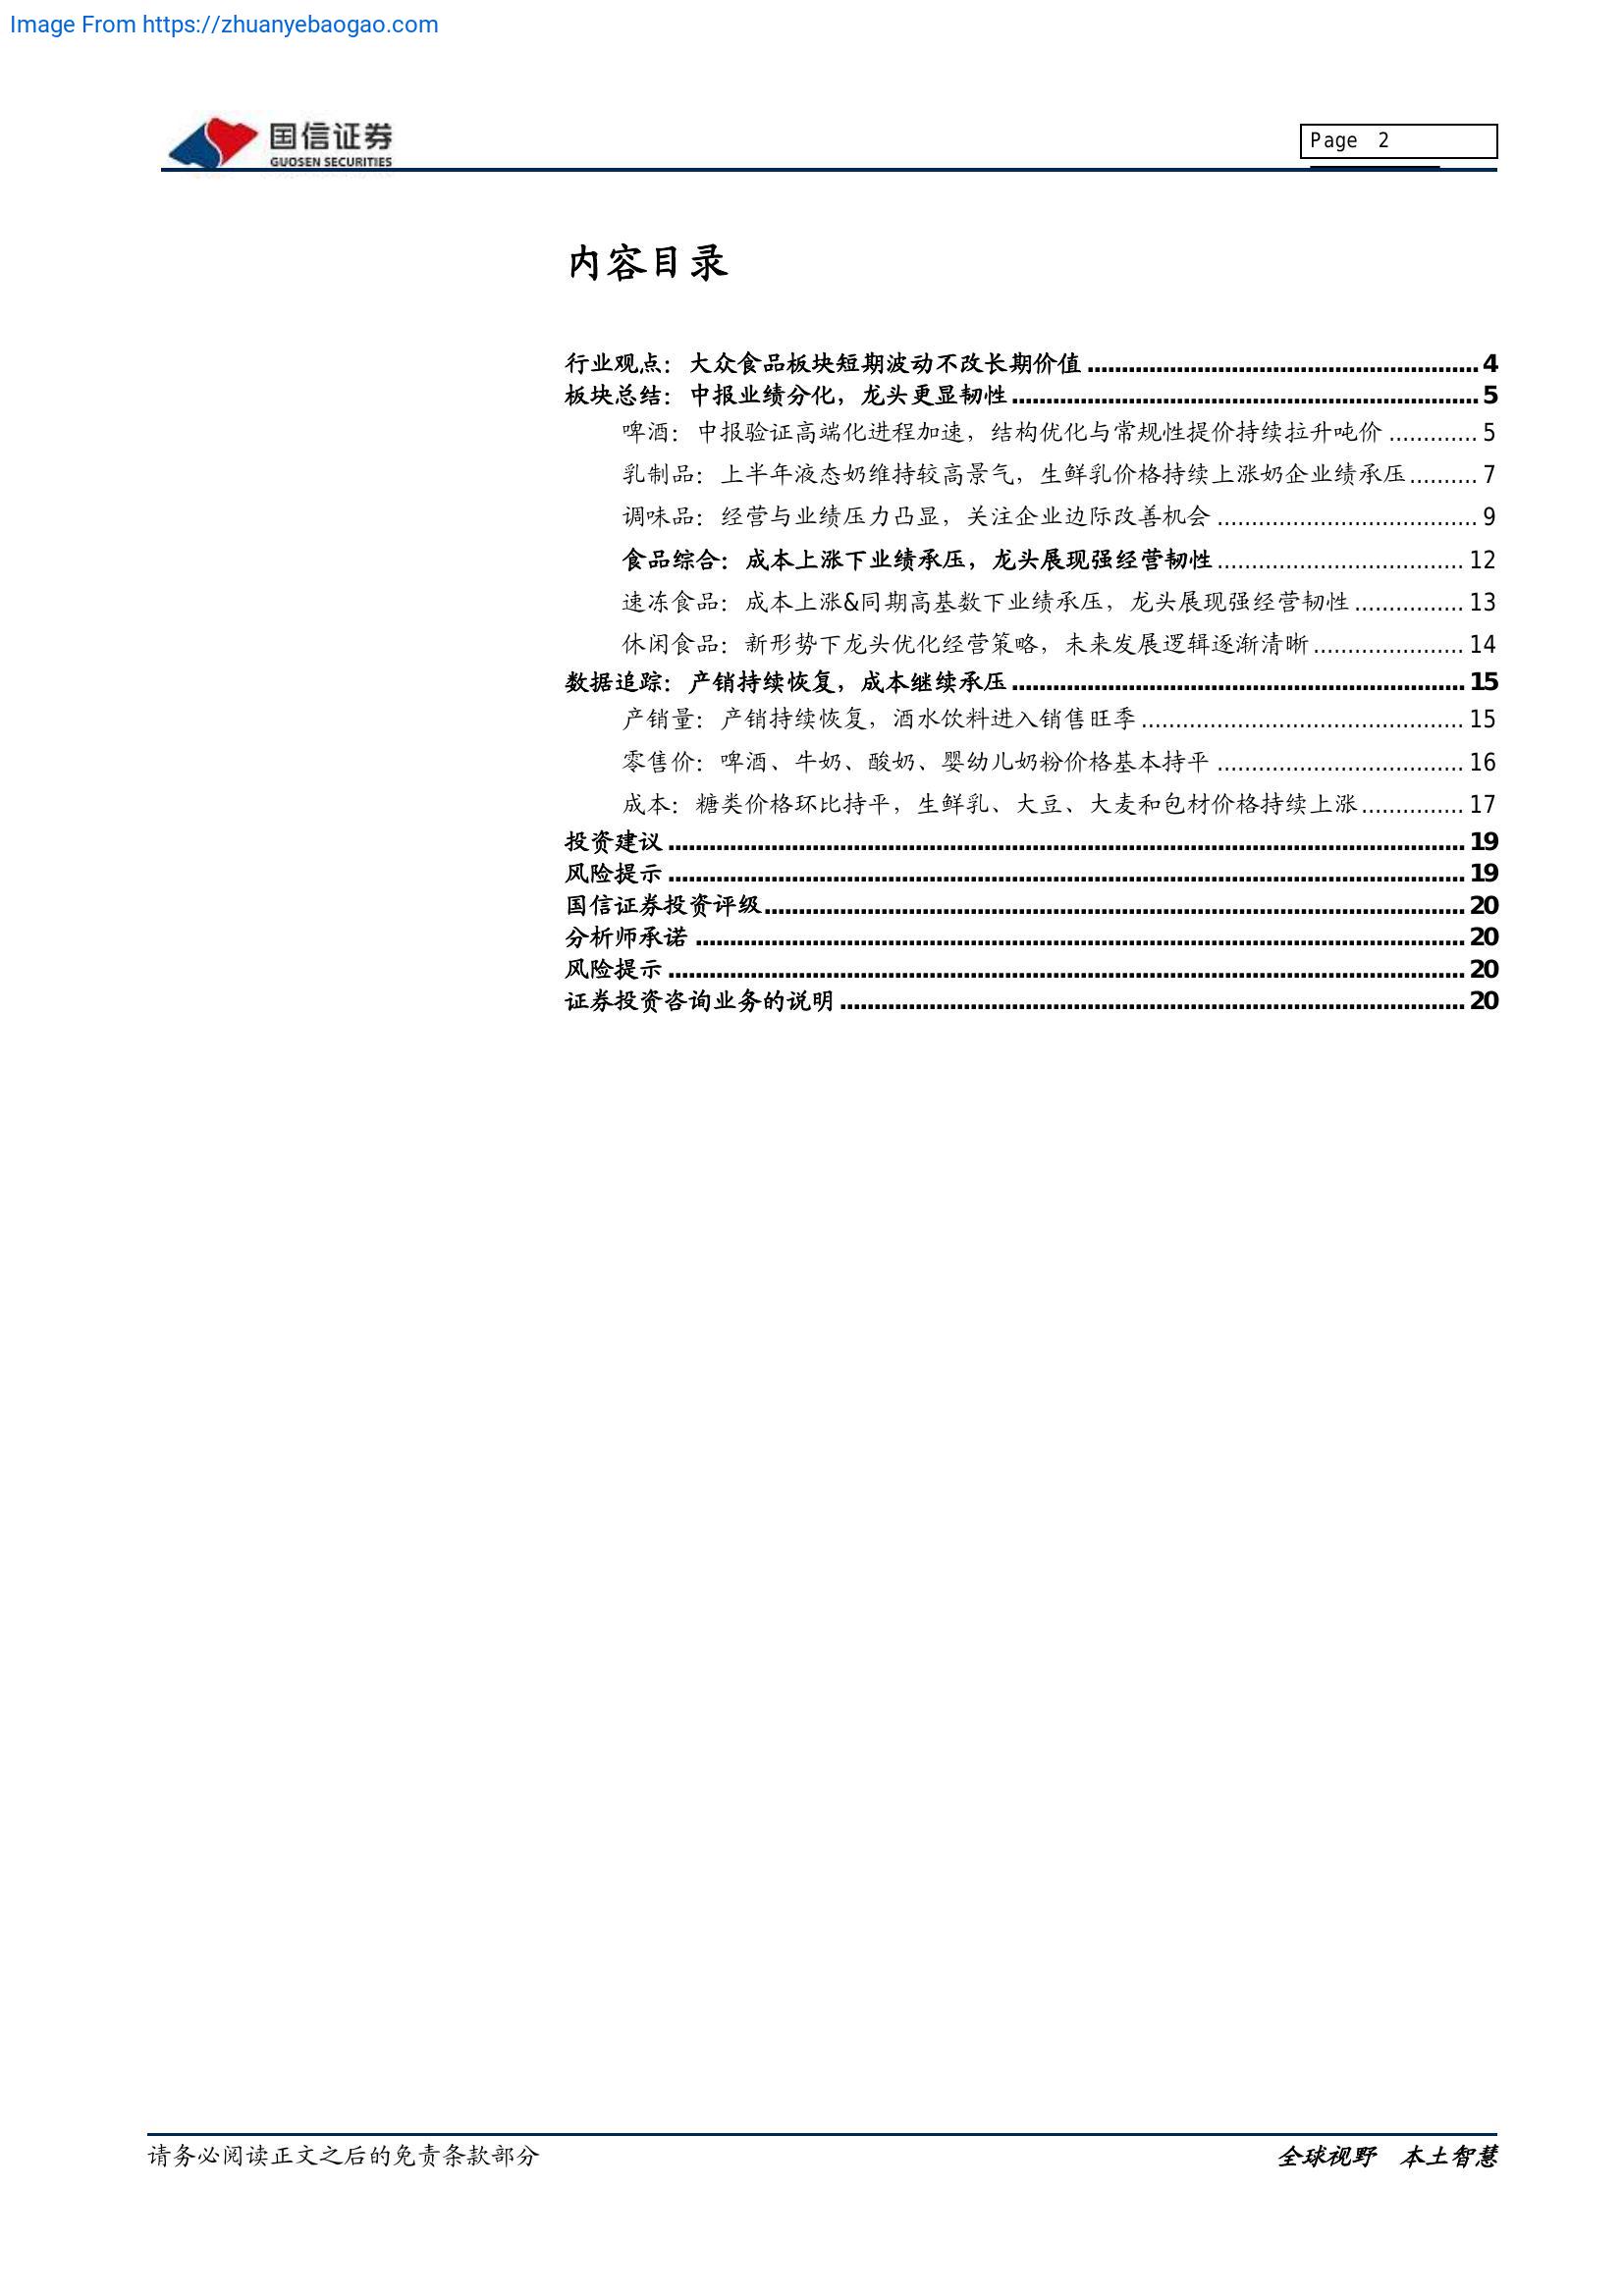 Image From https://zhuanyebaogao.com
国信证券
GUOSEN SECURITIES
Page 2
内容目录
行业观点：大众食品板块短期波动不改长期价值 4
板块总结：中报业绩分化，龙头更显韧性 5
啤酒：中报验证高端化进程加速，结构优化与常规性提价持续拉升吨价 5
乳制品：上半年液态奶维持较高景气，生鲜乳价格持续上涨奶企业绩承压 7
调味品：经营与业绩压力凸显，关注企业边际改善机会 9
食品综合：成本上涨下业绩承压，龙头展现强经营韧性 12
速冻食品：成本上涨&同期高基数下业绩承压，龙头展现强经营韧性 13
休闲食品：新形势下龙头优化经营策略，未来发展逻辑逐渐清晰 14
数据追踪：产销持续恢复，成本继续承压 15
产销量：产销持续恢复，酒水饮料进入销售旺季 15
零售价：啤酒、牛奶、酸奶、婴幼儿奶粉价格基本持平 16
成本：糖类价格环比持平，生鲜乳、大豆、大麦和包材价格持续上涨 17
投资建议 19
风险提示 19
国信证券投资评级 20
分析师承诺 20
风险提示 20
证券投资咨询业务的说明 20
请务必阅读正文之后的免责条款部分
全球视野 本土智慧